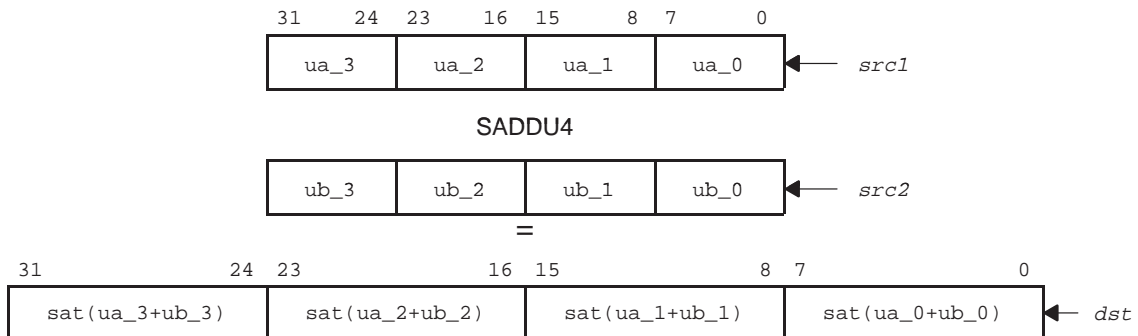 31 24 23 16 15 8 7 0
ua_3 ua_2 ua_1 ua_0 src1
SADDU4
ub_3 ub_2 ub_1 ub_0 src2
=
31 24 23 16 15 8 7 0
sat(ua_3+ub_3) sat(ua_2+ub_2) sat(ua_1+ub_1) sat(ua_0+ub_0) dst